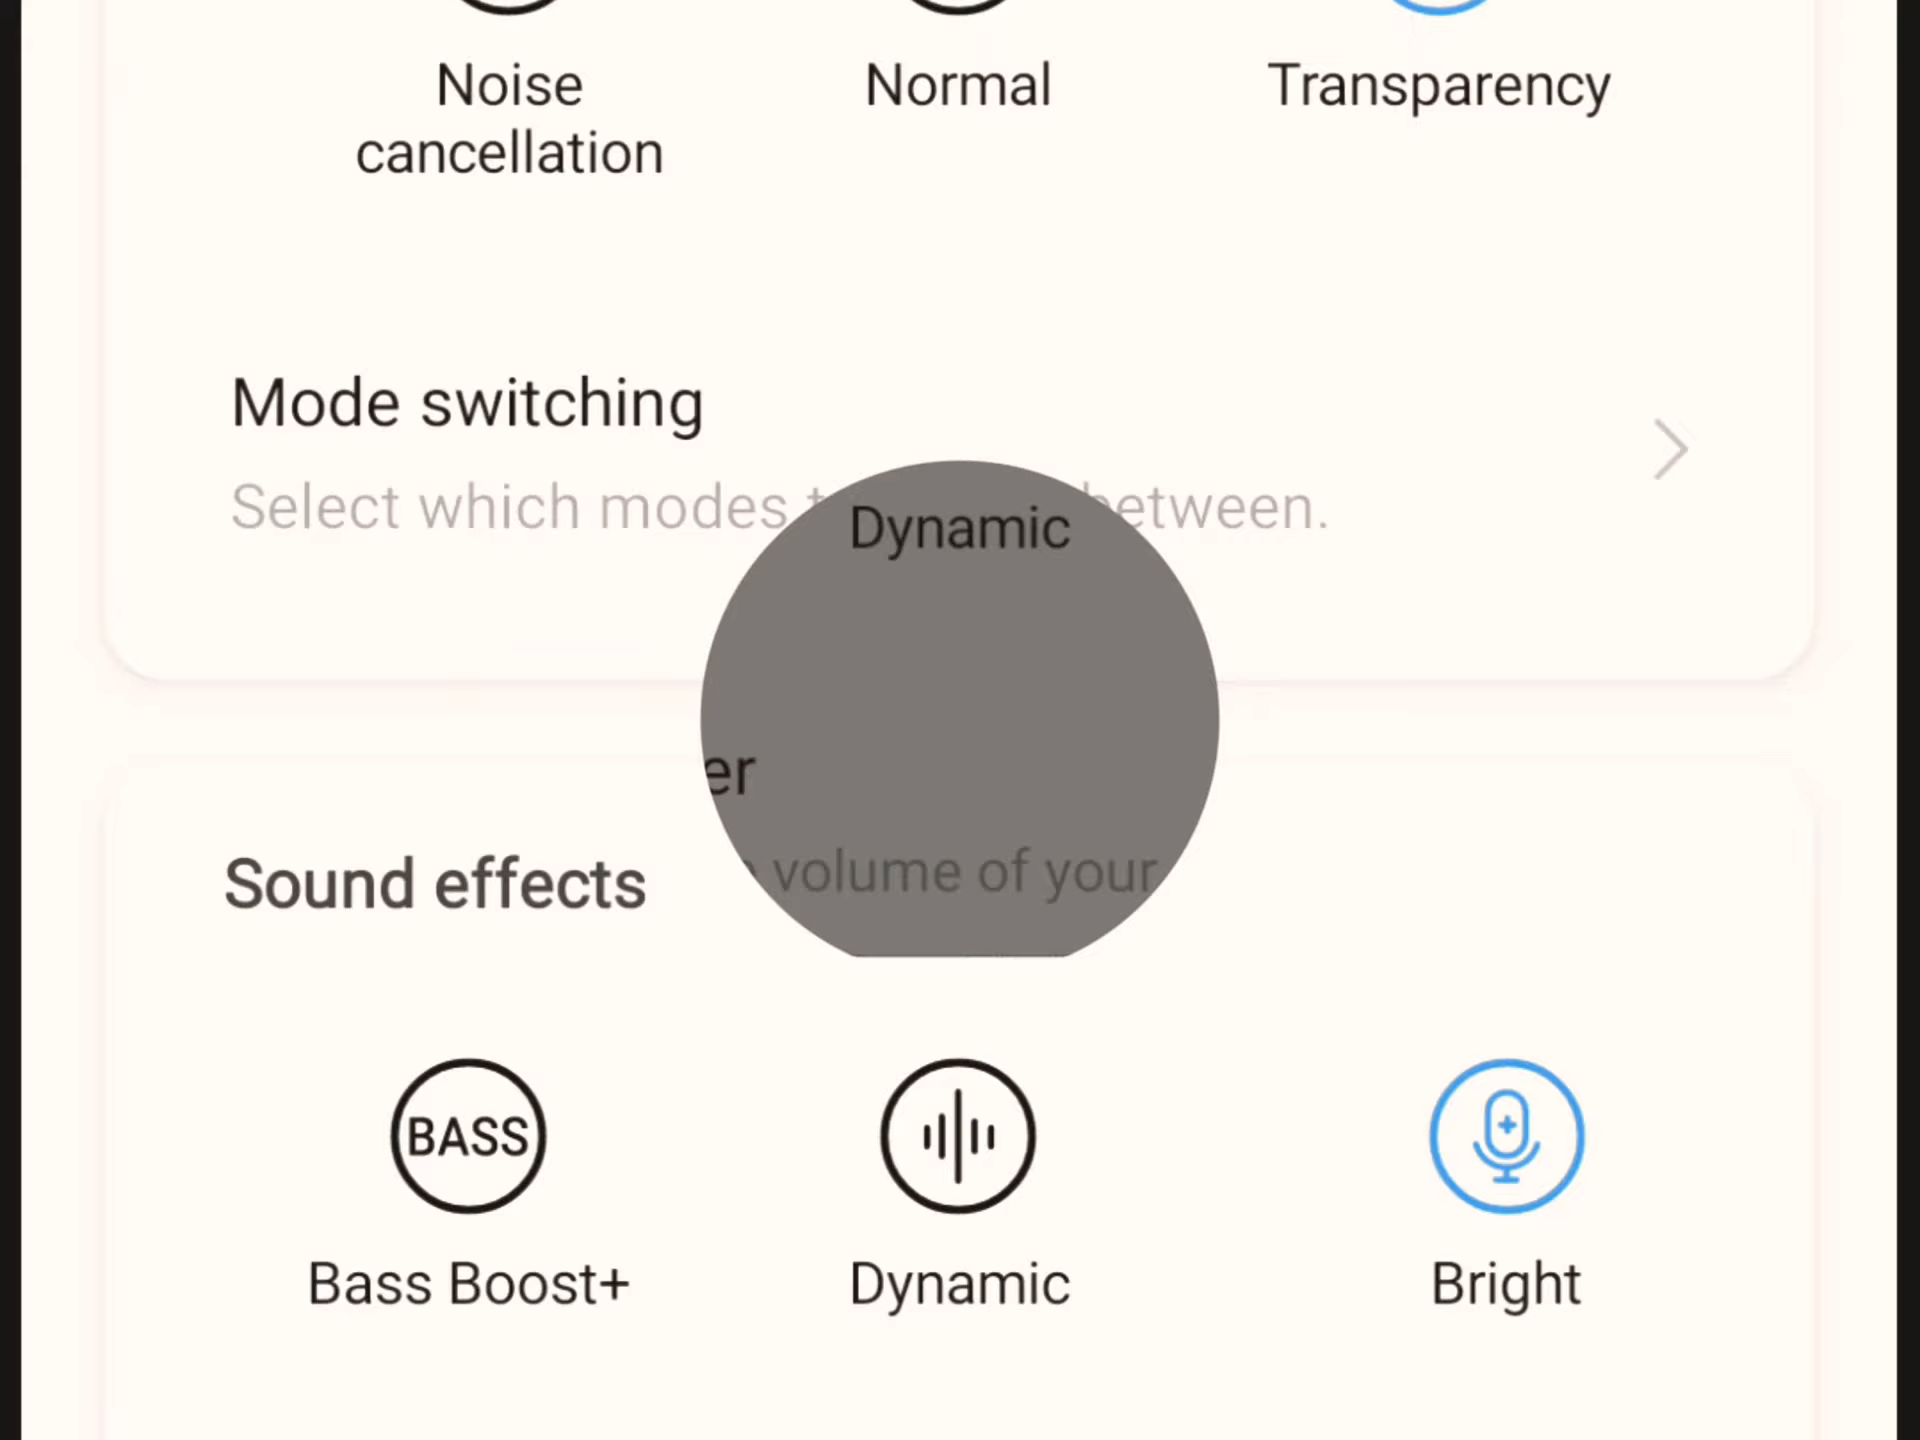 Noise
cancellation
Normal
Transparency
Mode switching
Select which modes between.
Dynamic
er
volume of your
Sound effects
BASS
Bass Boost+
Dynamic
Bright